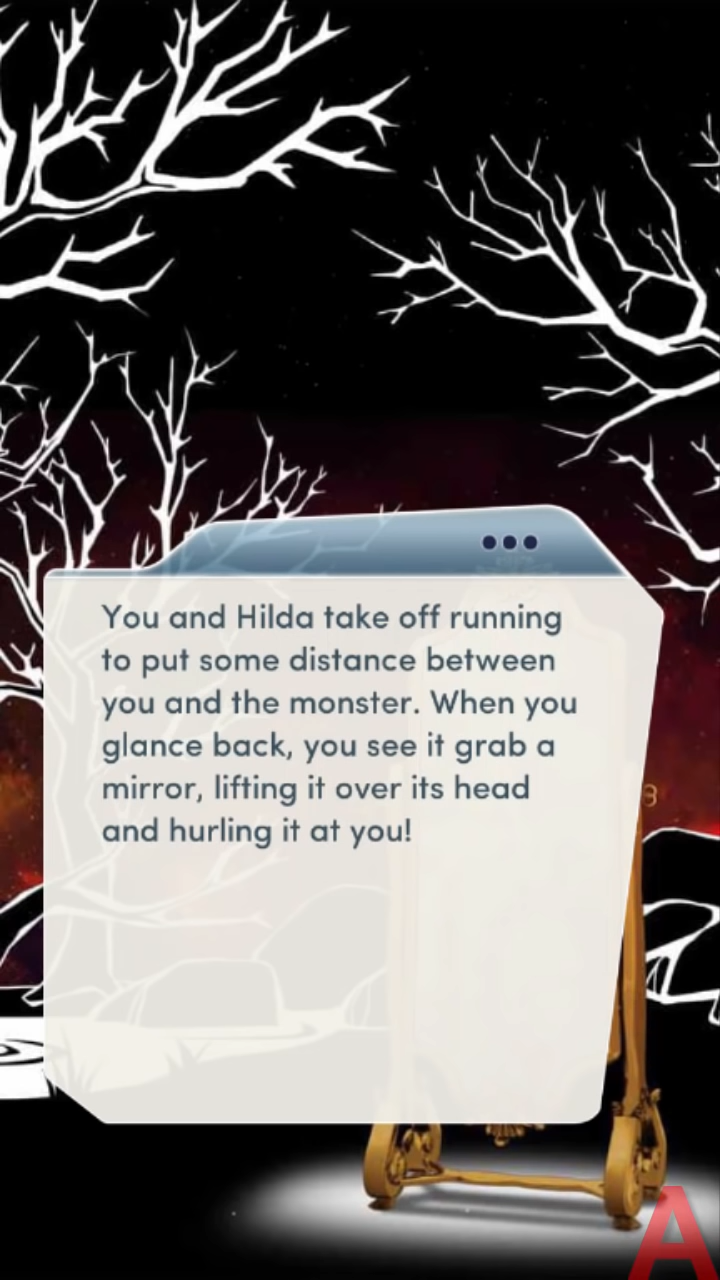 You and Hilda take off running
to put some distance between
you and the monster. When you
glance back, you see it grab a
mirror, lifting it over its head
and hurling it at you!
A